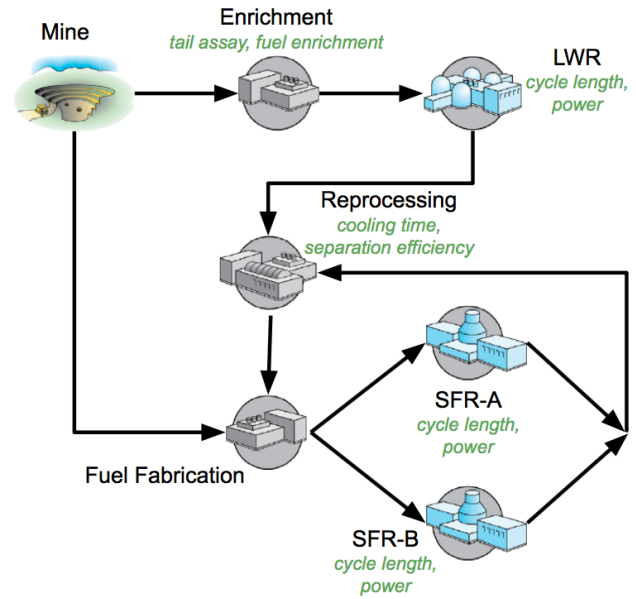 Enrichment
tail assay, fuel enrichment
Mine
LWR
cycle length,
power
Reprocessing
cooling time,
separation efficiency
SFR-A
cycle length,
power
Fuel Fabrication
SFR-B
cycle length,
power